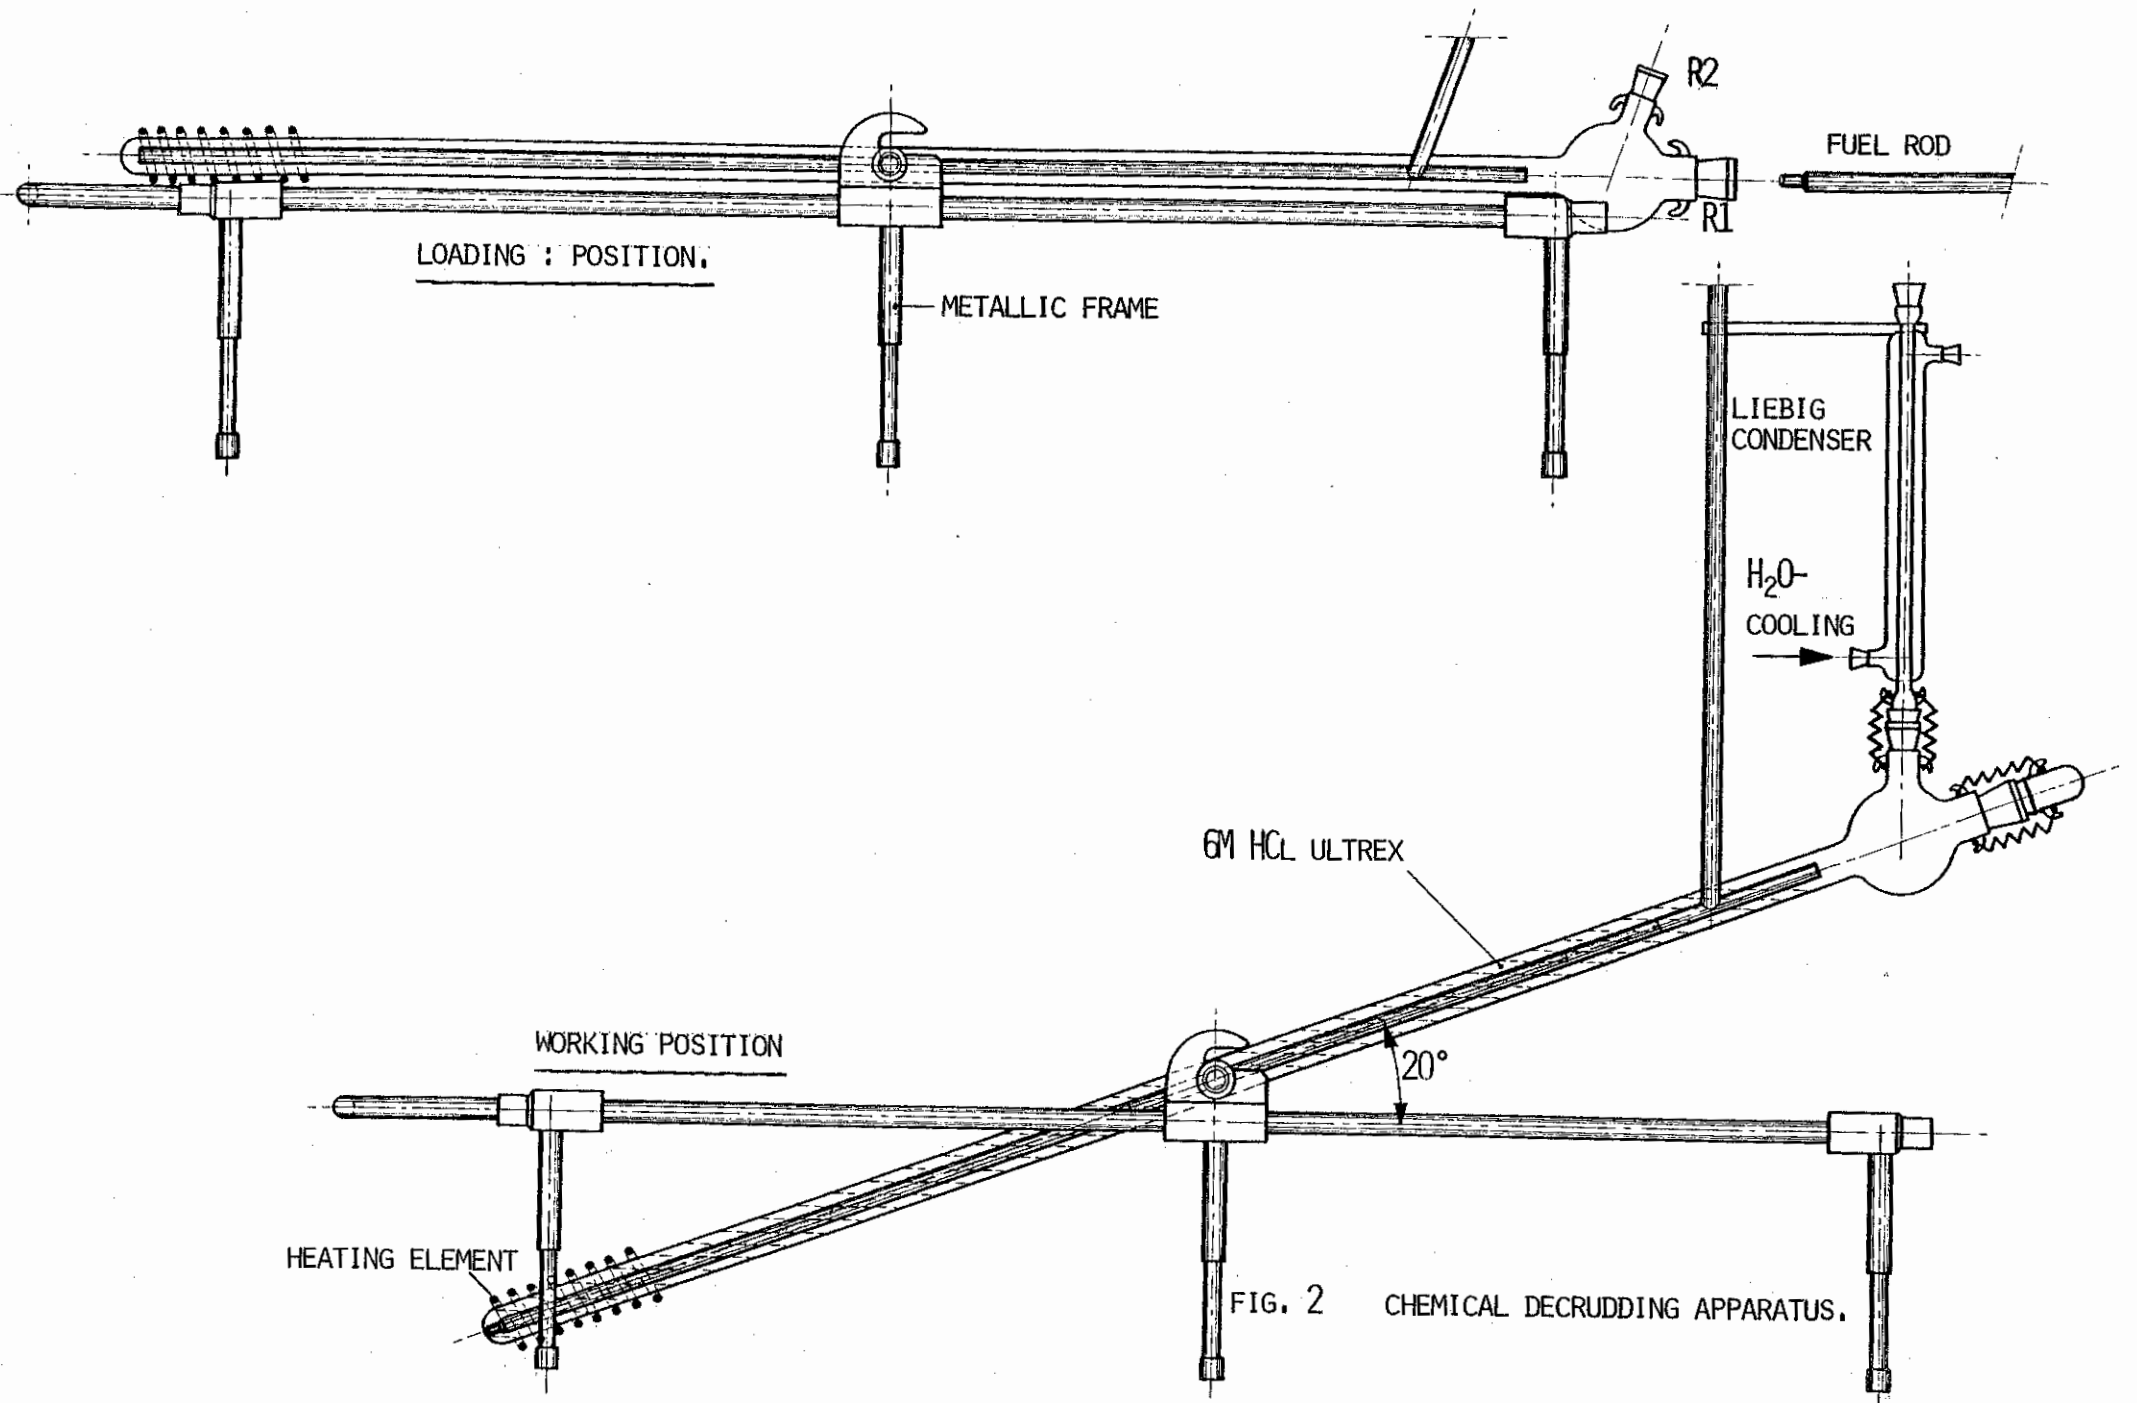 R2
FUEL ROD
R1
LOADING : POSITION.
METALLIC FRAME
LIEBIG
CONDENSER
H₂O-
COOLING
6M HCL ULTREX
WORKING POSITION
20°
HEATING ELEMENT
FIG. 2 CHEMICAL DECRUDDING APPARATUS.